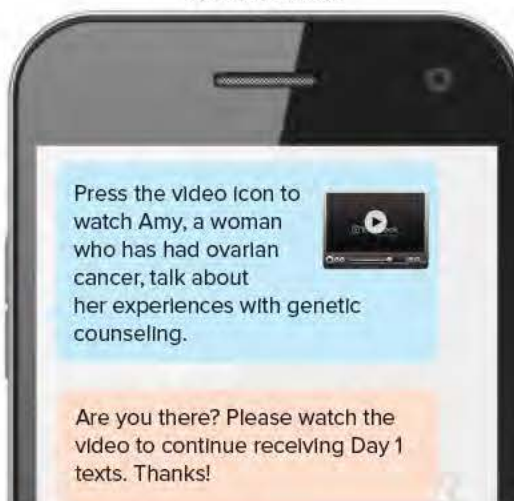 Press the video icon to
watch Amy, a woman
who has had ovarian
cancer, talk about
her experiences with genetic
counseling.
Are you there? Please watch the
video to continue receiving Day 1
texts. Thanks!